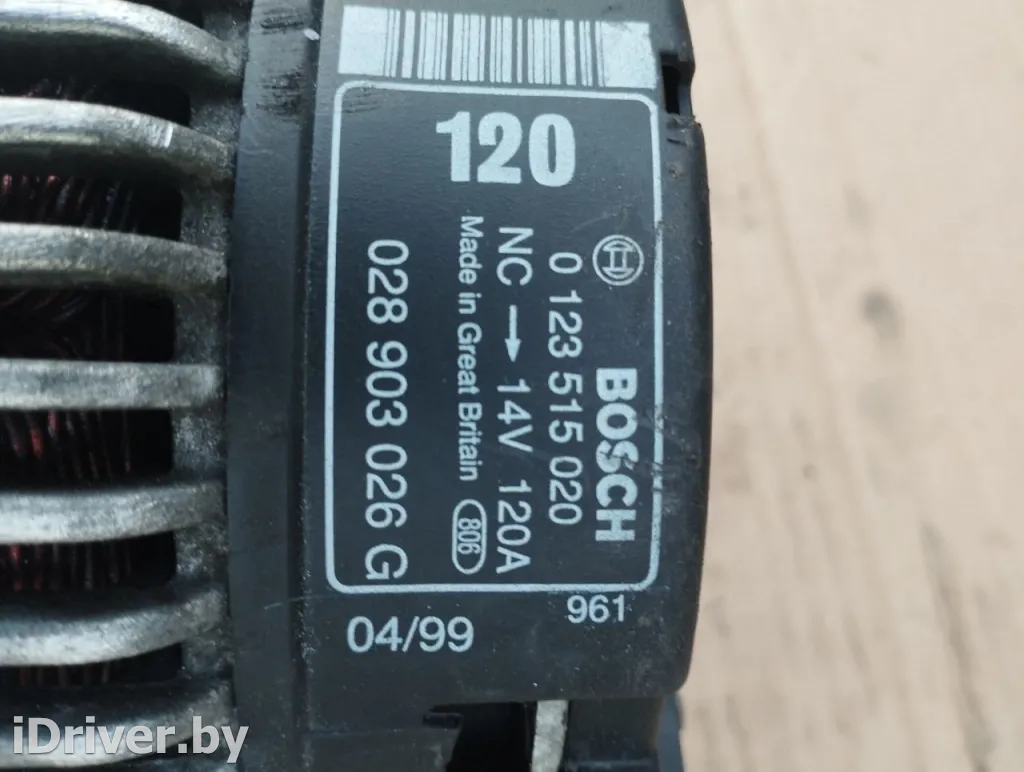 120
BOSCH
0 123 515 020
NC → 14V 120A
Made in Great Britain 806
028 903 026 G
961
04/99
iDriver.by